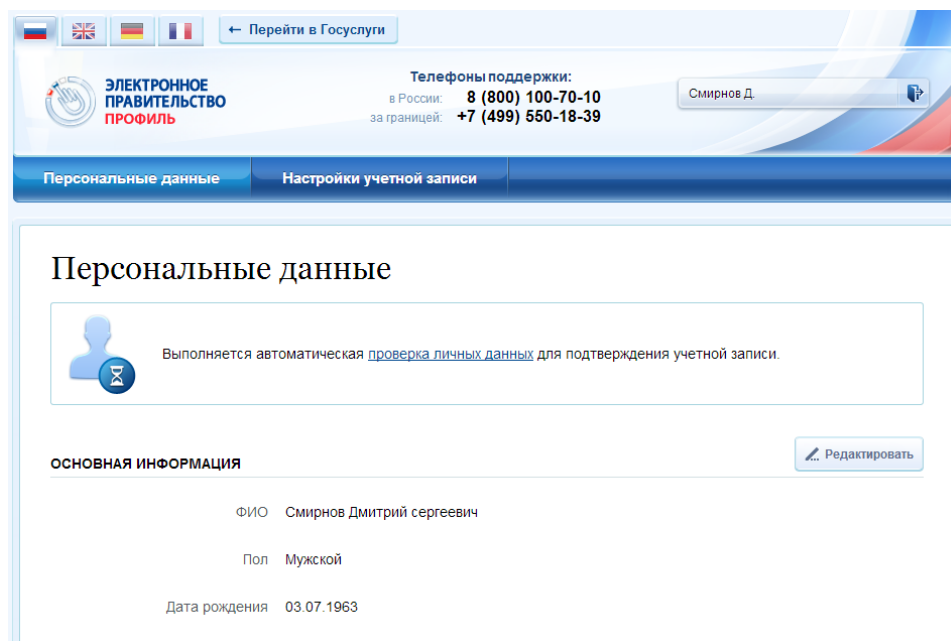 ← Перейти в Госуслуги
ЭЛЕКТРОННОЕ
ПРАВИТЕЛЬСТВО
ПРОФИЛЬ
Телефоны поддержки:
в России: 8 (800) 100-70-10
за границей: +7 (499) 550-18-39
Смирнов Д.
Персональные данные
Настройки учетной записи
Персональные данные
Выполняется автоматическая проверка личных данных для подтверждения учетной записи.
ОСНОВНАЯ ИНФОРМАЦИЯ
Редактировать
ФИО Смирнов Дмитрий сергеевич
Пол Мужской
Дата рождения 03.07.1963